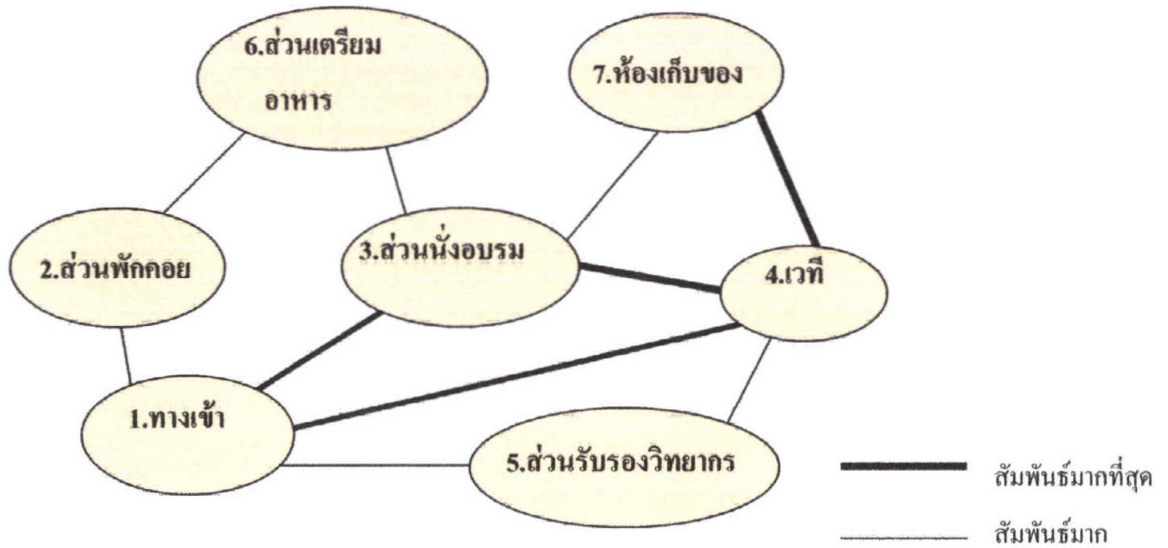 6.ส่วนเตรียม
อาหาร
7.ห้องเก็บของ
2.ส่วนพักคอย
3.ส่วนนั่งอบรม
4.เวที
1.ทางเข้า
5.ส่วนรับรองวิทยากร
สัมพันธ์มากที่สุด
สัมพันธ์มาก